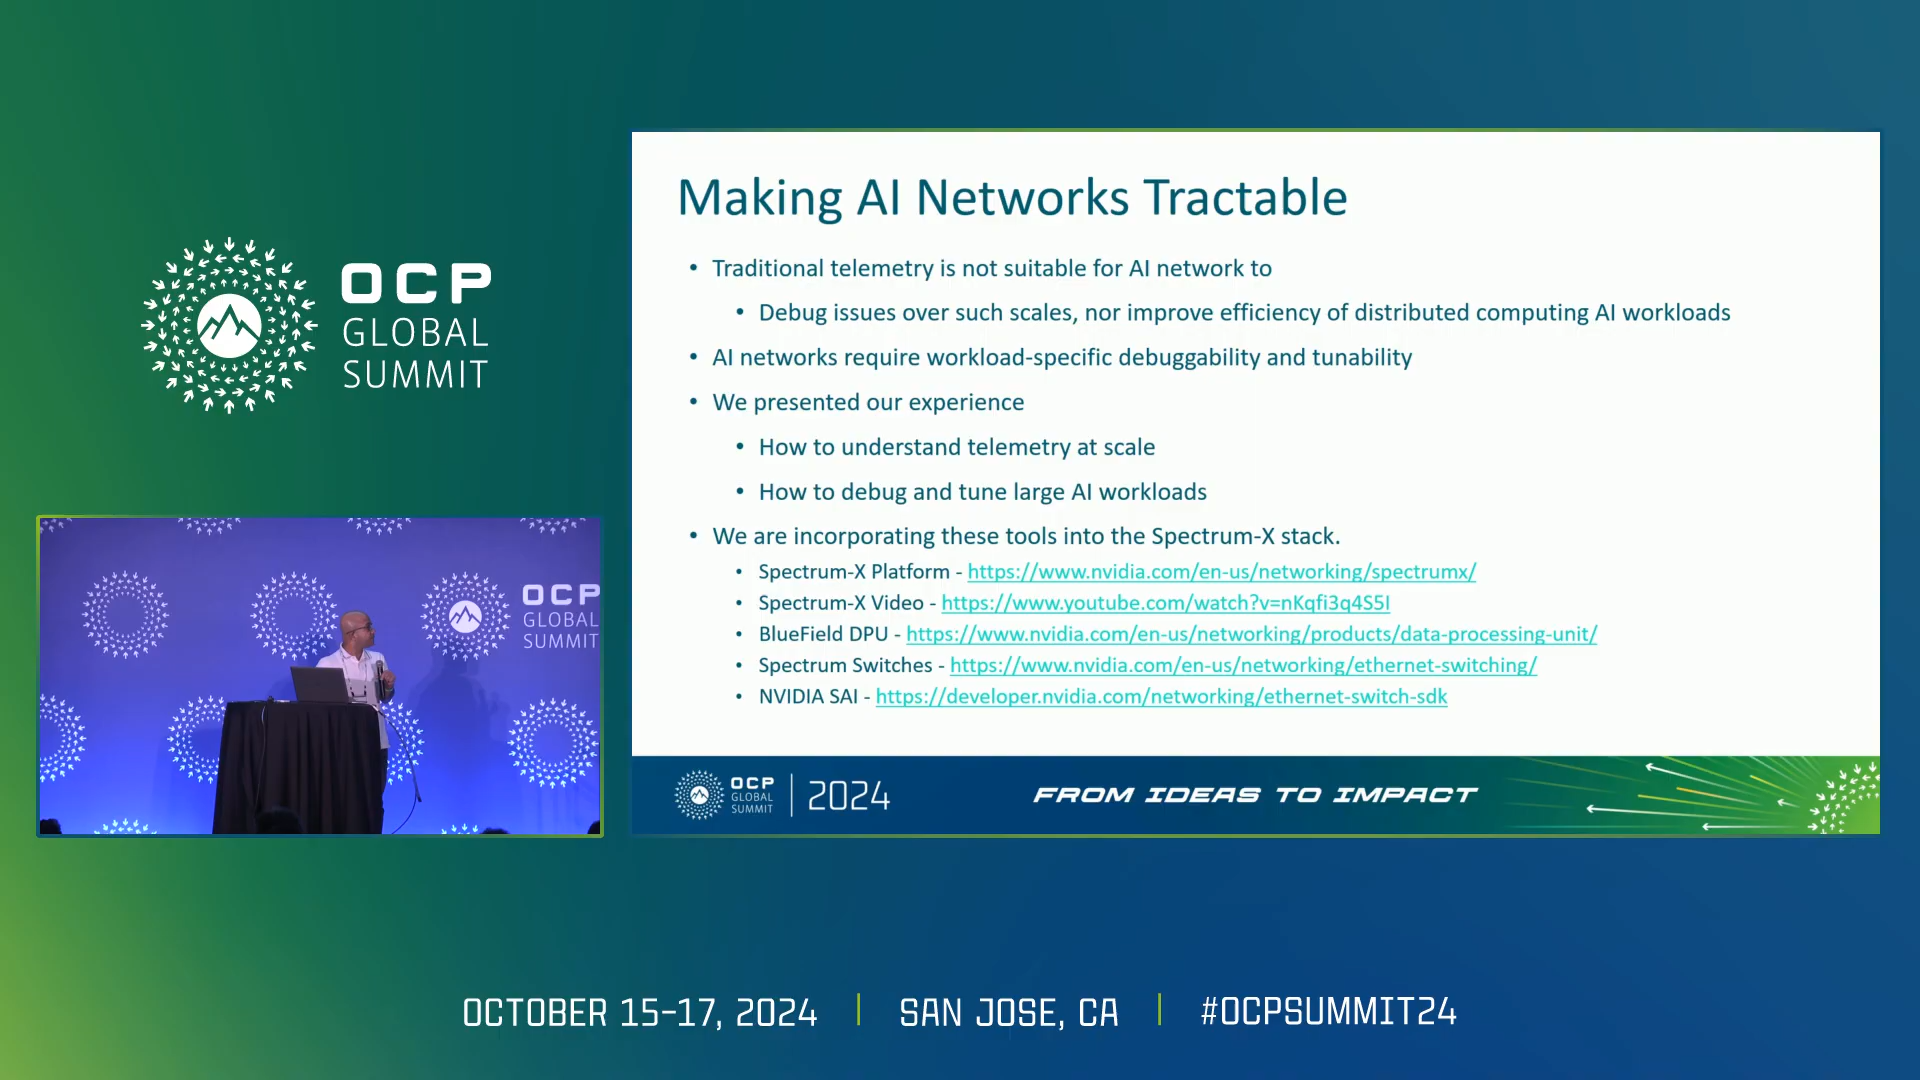 OCP
GLOBAL
SUMMIT
Making AI Networks Tractable
• Traditional telemetry is not suitable for AI network to
• Debug issues over such scales, nor improve efficiency of distributed computing AI workloads
• AI networks require workload-specific debuggability and tunability
• We presented our experience
• How to understand telemetry at scale
• How to debug and tune large AI workloads
• We are incorporating these tools into the Spectrum-X stack.
• Spectrum-X Platform - https://www.nvidia.com/en-us/networking/spectrumx/
• Spectrum-X Video - https://www.youtube.com/watch?v=nKqfi3q4S5I
• BlueField DPU - https://www.nvidia.com/en-us/networking/products/data-processing-unit/
• Spectrum Switches - https://www.nvidia.com/en-us/networking/ethernet-switching/
• NVIDIA SAI - https://developer.nvidia.com/networking/ethernet-switch-sdk
OCP
GLOBAL
SUMMIT
2024
FROM IDEAS TO IMPACT
OCP
GLOBAL
SUMMIT
OCTOBER 15-17, 2024 | SAN JOSE, CA | #OCPSUMMIT24